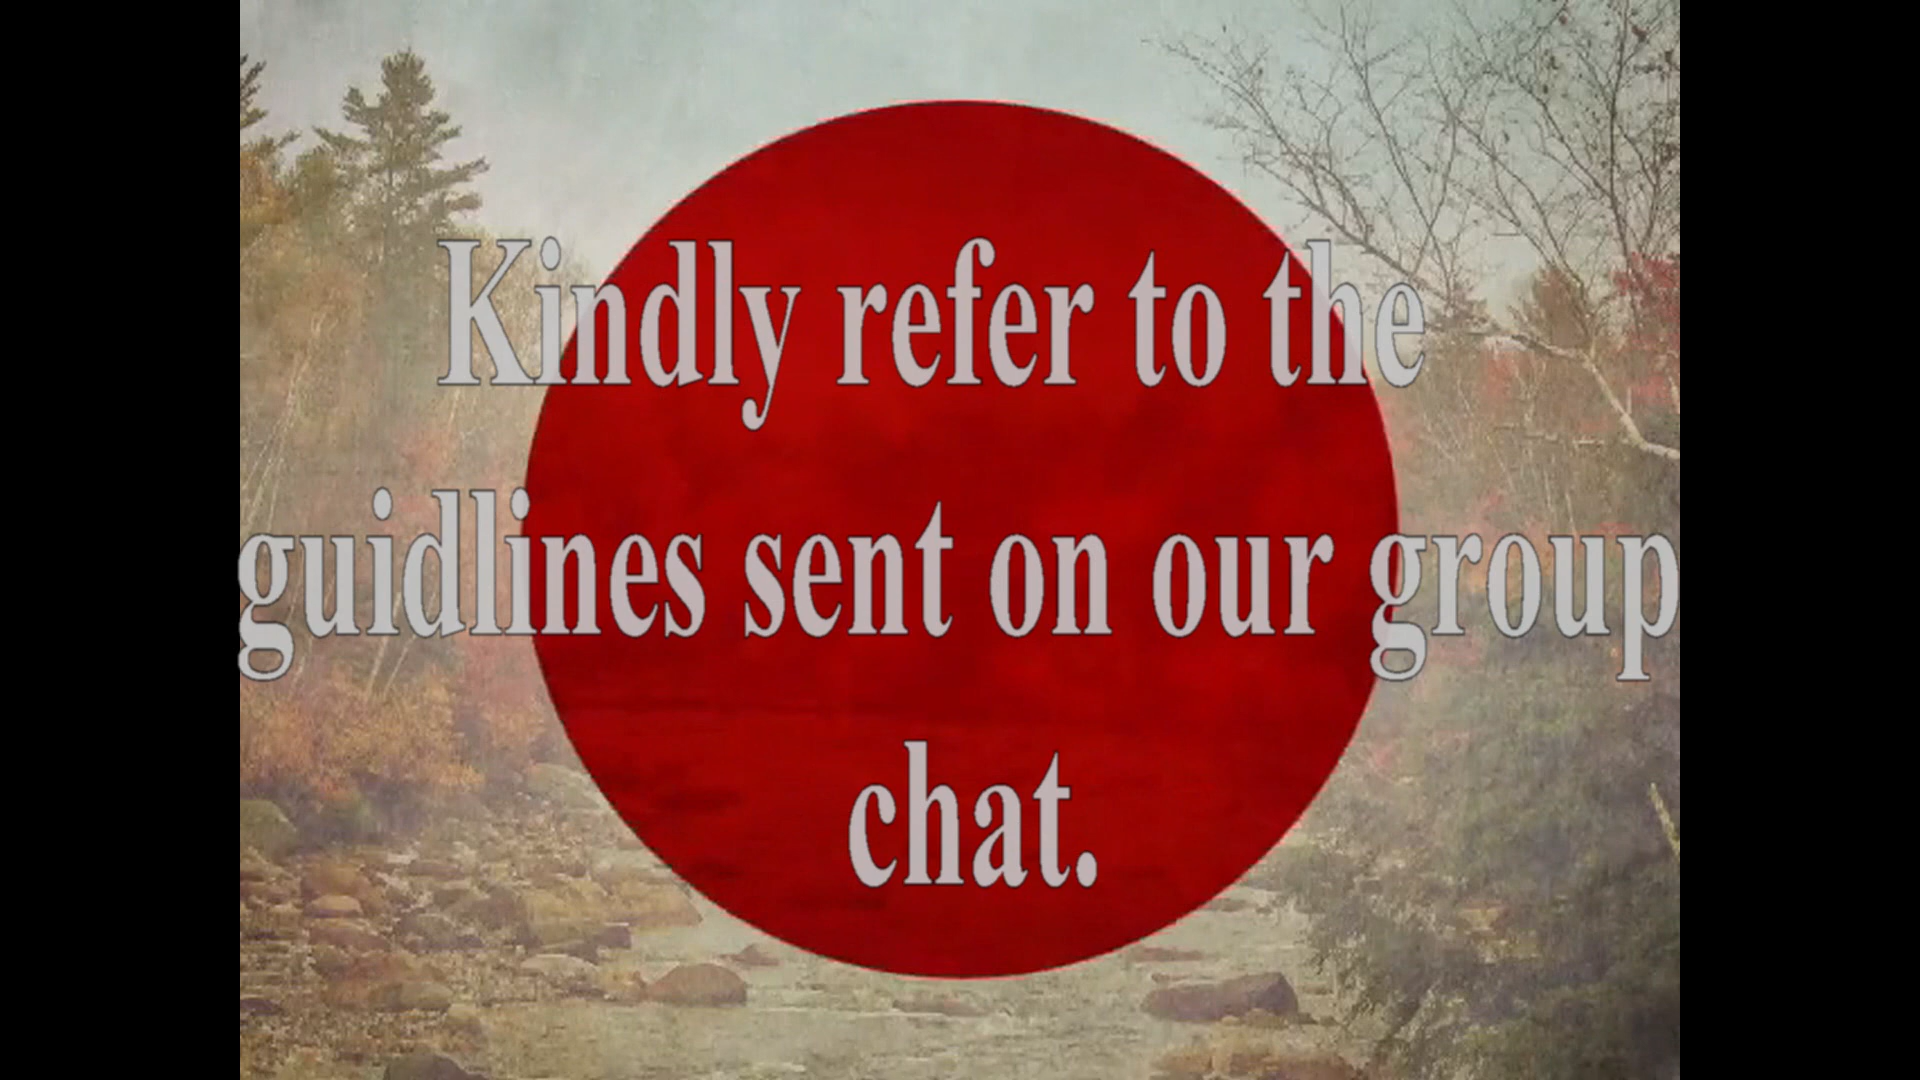 Kindly refer to the
guidlines sent on our group
chat.